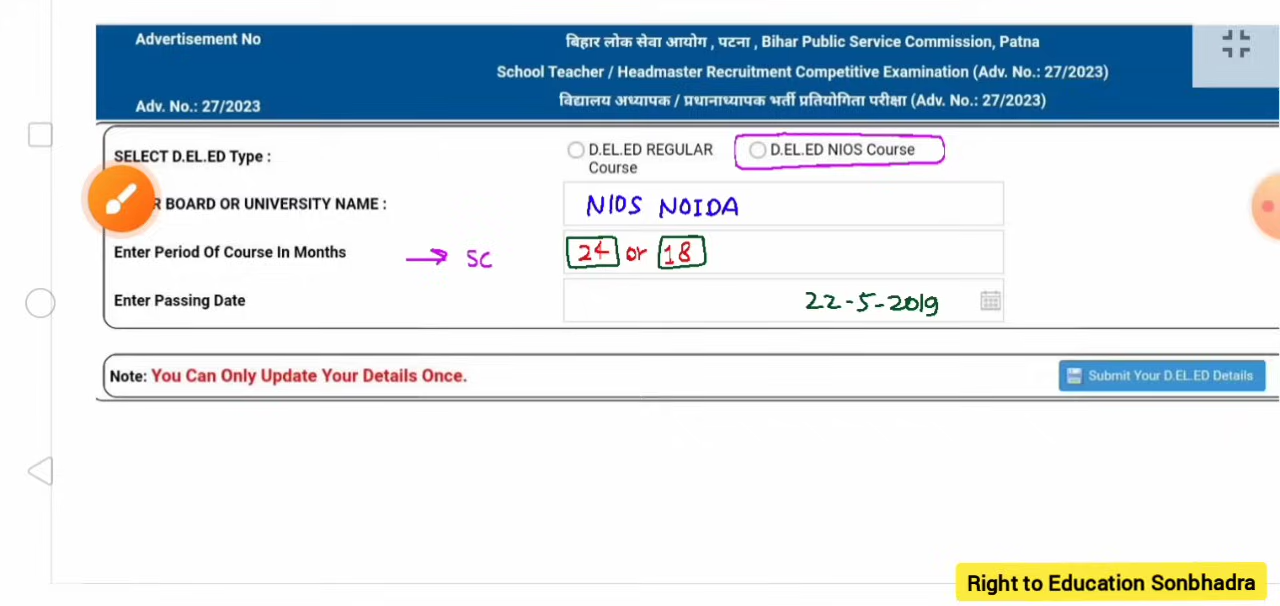 Advertisement No
बिहार लोक सेवा आयोग , पटना , Bihar Public Service Commission, Patna
School Teacher / Headmaster Recruitment Competitive Examination (Adv. No.: 27/2023)
Adv. No.: 27/2023
विद्यालय अध्यापक / प्रधानाध्यापक भर्ती प्रतियोगिता परीक्षा (Adv. No.: 27/2023)
SELECT D.EL.ED Type :
D.EL.ED REGULAR Course
D.EL.ED NIOS Course
R BOARD OR UNIVERSITY NAME :
NIOS NOIDA
Enter Period Of Course In Months
→ SC
24 or 18
Enter Passing Date
22-5-2019
Note: You Can Only Update Your Details Once.
Submit Your D.EL.ED Details
Right to Education Sonbhadra